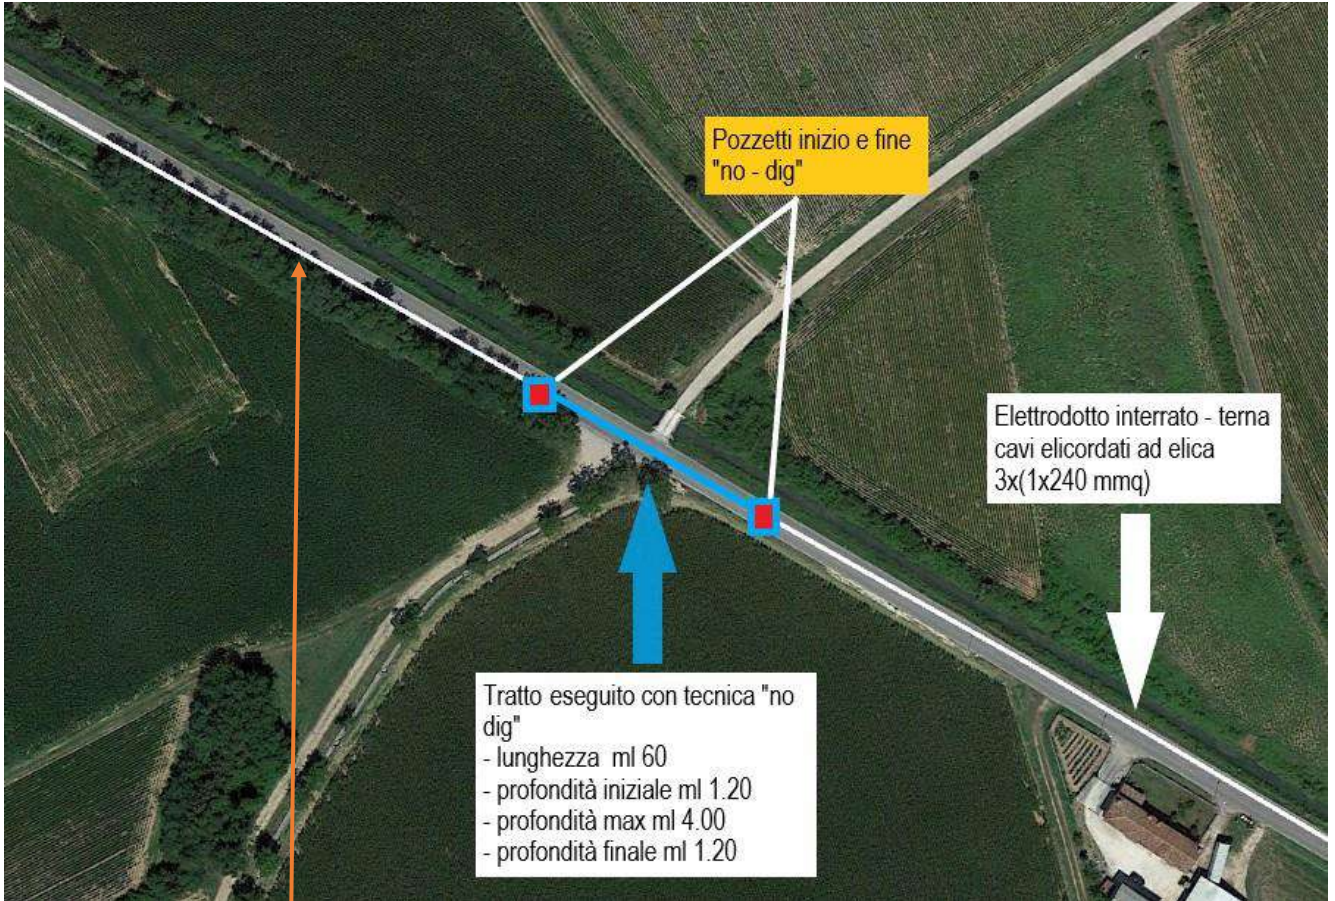 Pozzetti inizio e fine
"no - dig"
Elettrodotto interrato - terna
cavi elicordati ad elica
3x(1x240 mmq)
Tratto eseguito con tecnica "no
dig"
- lunghezza  ml 60
- profondità iniziale ml 1.20
- profondità max ml 4.00
- profondità finale ml 1.20